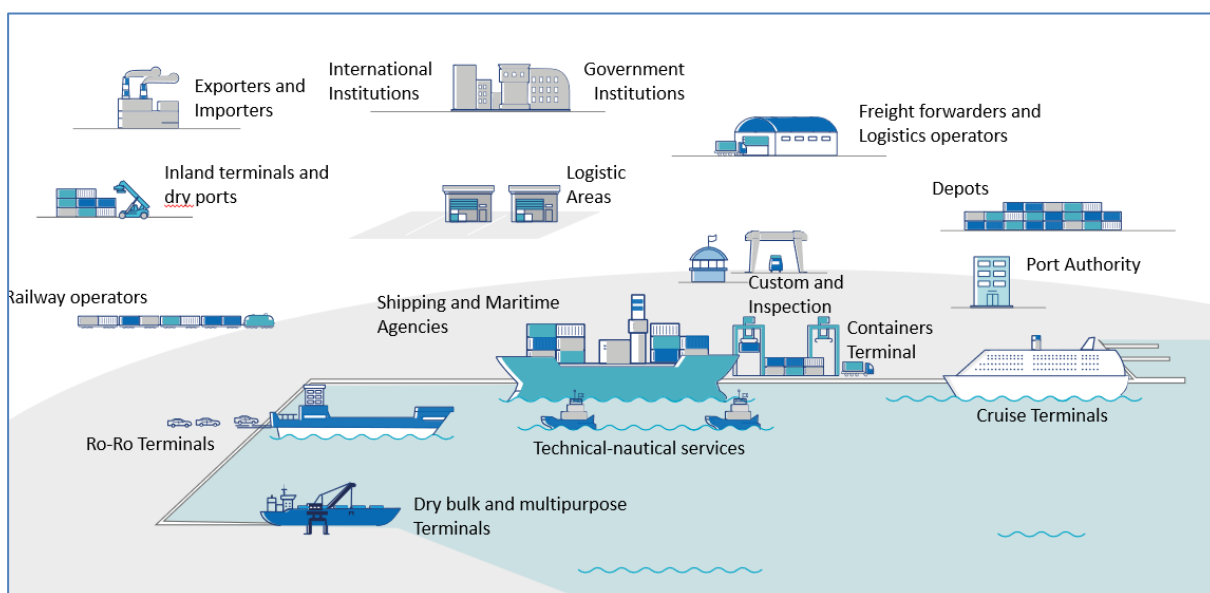 Exporters and
Importers
International
Institutions
Government
Institutions
Freight forwarders and
Logistics operators
Inland terminals and
dry ports
Logistic
Areas
Depots
Port Authority
Custom and
Inspection
Railway operators
Shipping and Maritime
Agencies
Containers
Terminal
Cruise Terminals
Ro-Ro Terminals
Technical-nautical services
Dry bulk and multipurpose
Terminals